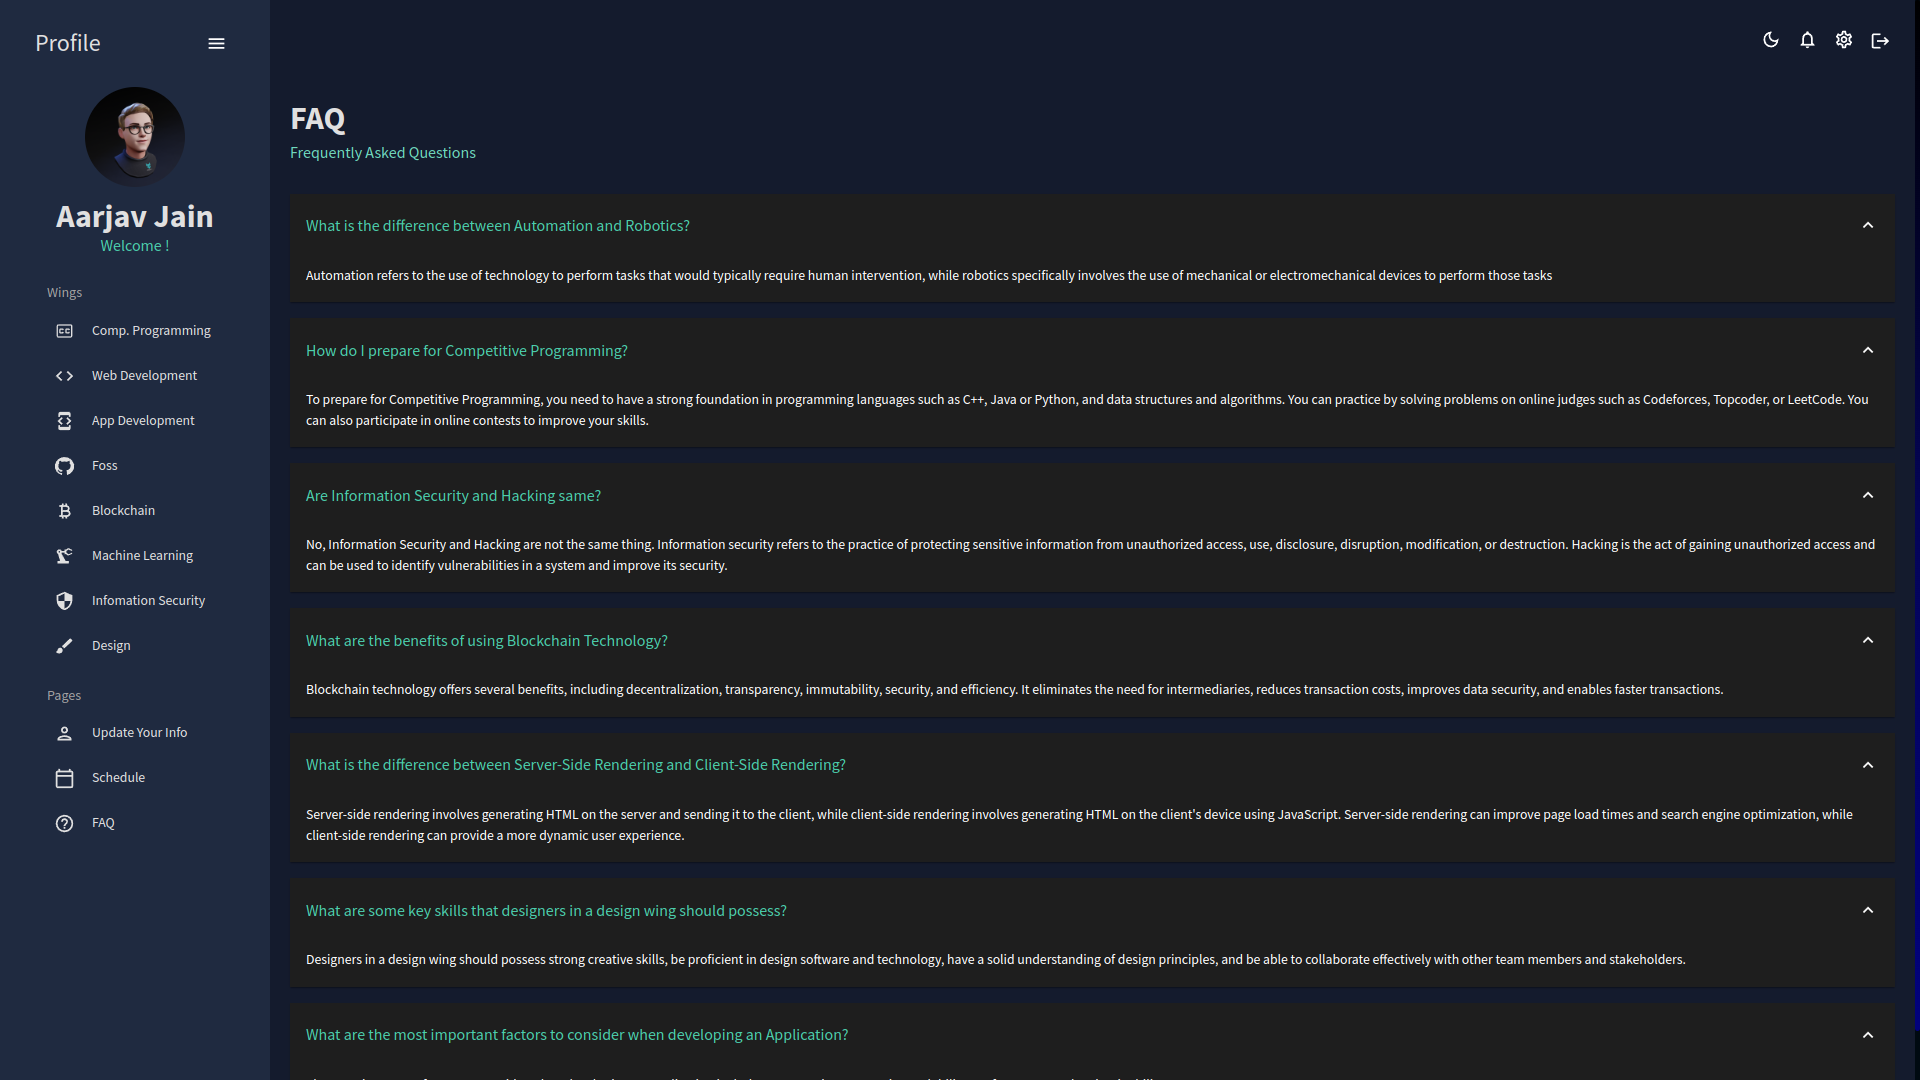 Profile
Aarjav Jain
Welcome !
Wings
Comp. Programming
Web Development
App Development
Foss
Blockchain
Machine Learning
Infomation Security
Design
Pages
Update Your Info
Schedule
FAQ
FAQ
Frequently Asked Questions
What is the difference between Automation and Robotics?
Automation refers to the use of technology to perform tasks that would typically require human intervention, while robotics specifically involves the use of mechanical or electromechanical devices to perform those tasks
How do I prepare for Competitive Programming?
To prepare for Competitive Programming, you need to have a strong foundation in programming languages such as C++, Java or Python, and data structures and algorithms. You can practice by solving problems on online judges such as Codeforces, Topcoder, or LeetCode. You
can also participate in online contests to improve your skills.
Are Information Security and Hacking same?
No, Information Security and Hacking are not the same thing. Information security refers to the practice of protecting sensitive information from unauthorized access, use, disclosure, disruption, modification, or destruction. Hacking is the act of gaining unauthorized access and
can be used to identify vulnerabilities in a system and improve its security.
What are the benefits of using Blockchain Technology?
Blockchain technology offers several benefits, including decentralization, transparency, immutability, security, and efficiency. It eliminates the need for intermediaries, reduces transaction costs, improves data security, and enables faster transactions.
What is the difference between Server-Side Rendering and Client-Side Rendering?
Server-side rendering involves generating HTML on the server and sending it to the client, while client-side rendering involves generating HTML on the client's device using JavaScript. Server-side rendering can improve page load times and search engine optimization, while
client-side rendering can provide a more dynamic user experience.
What are some key skills that designers in a design wing should possess?
Designers in a design wing should possess strong creative skills, be proficient in design software and technology, have a solid understanding of design principles, and be able to collaborate effectively with other team members and stakeholders.
What are the most important factors to consider when developing an Application?